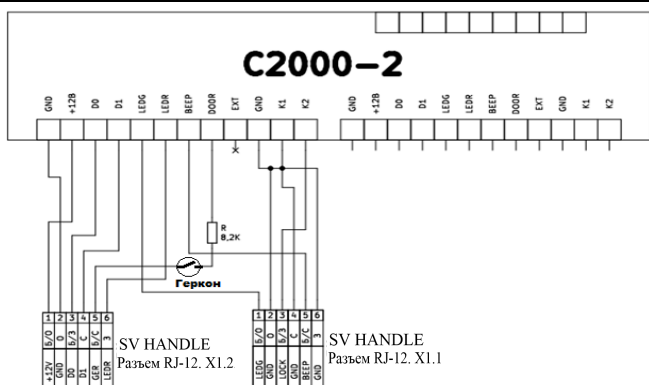 C2000-2
GND +12В D0 D1 LEDG LEDR BEEP DOOR EXT GND K1 K2
GND +12В D0 D1 LEDG LEDR BEEP DOOR EXT GND K1 K2
R
8,2K
Геркон
1 2 3 4 5 6
Б/О О Б/З С Б/С З
+12V GND D0 D1 GER LEDR
SV HANDLE
Разъем RJ-12. X1.2
1 2 3 4 5 6
Б/О О Б/З С Б/С З
LEDG GND LOCK GND BEEP GND
SV HANDLE
Разъем RJ-12. X1.1